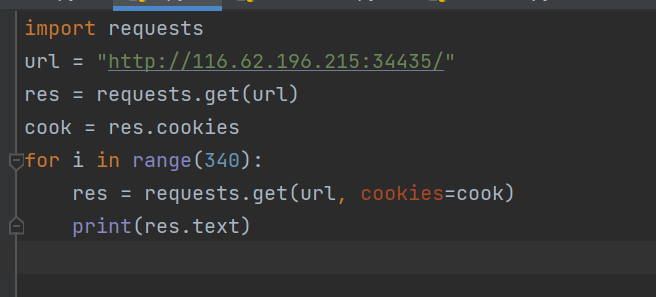 import requests
url = "http://116.62.196.215:34435/"
res = requests.get(url)
cook = res.cookies
for i in range(340):
    res = requests.get(url, cookies=cook)
    print(res.text)